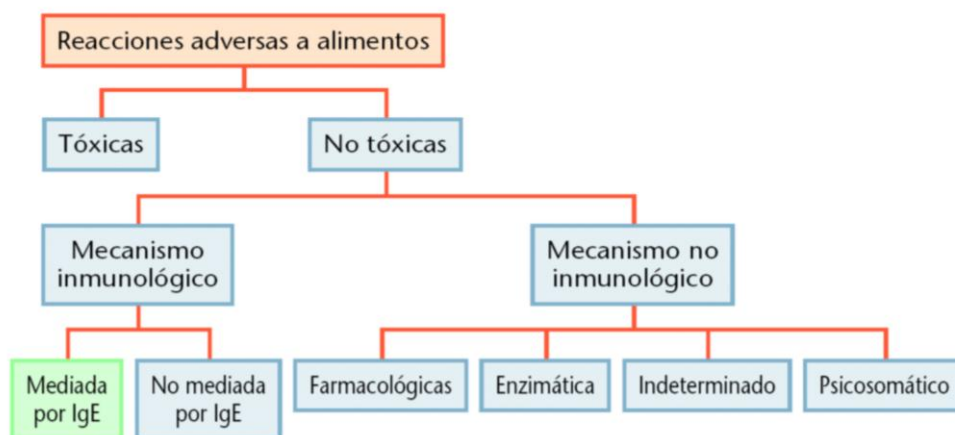 Reacciones adversas a alimentos
Tóxicas
No tóxicas
Mecanismo
inmunológico
Mecanismo no
inmunológico
Mediada
por IgE
No mediada
por IgE
Farmacológicas
Enzimática
Indeterminado
Psicosomático